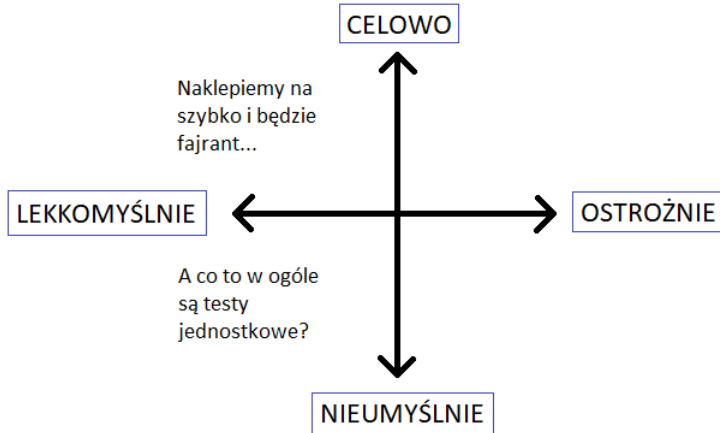 CELOWO
Naklepiemy na
szybko i będzie
fajrant...
LEKKOMYŚLNIE
OSTROŻNIE
A co to w ogóle
są testy
jednostkowe?
NIEUMYŚLNIE